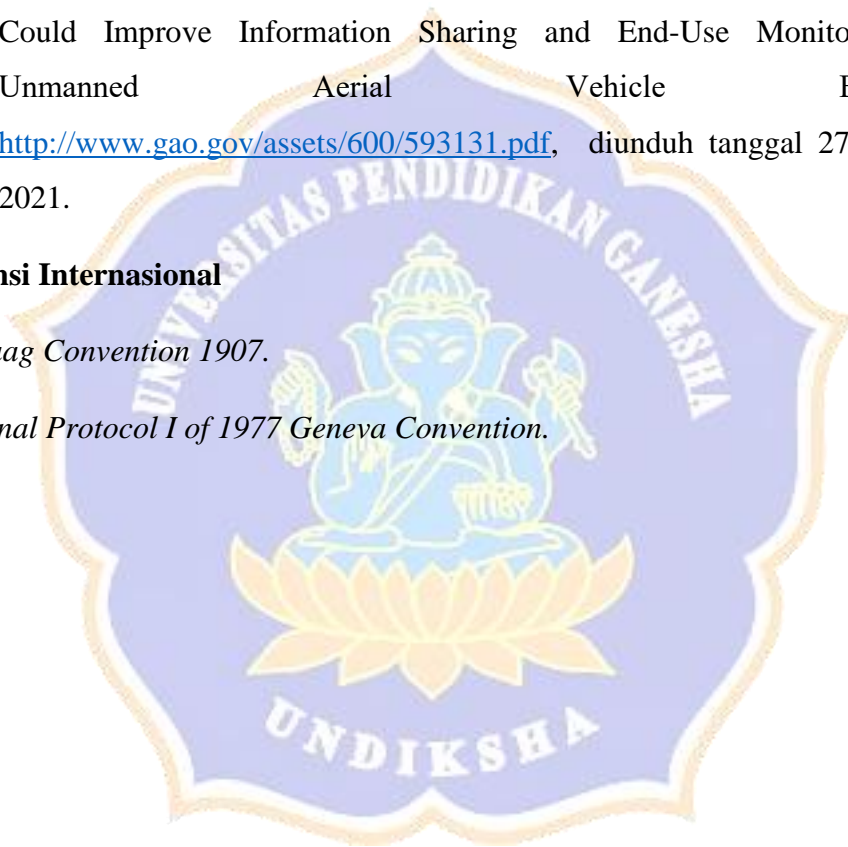 Could Improve Information Sharing and End-Use Monito
Unmanned Aerial Vehicle E
http://www.gao.gov/assets/600/593131.pdf, diunduh tanggal 27
2021.
nsi Internasional
aag Convention 1907.
nal Protocol I of 1977 Geneva Convention.
UNIVERSITAS PENDIDIKAN GANESHA
UNDIKSHA